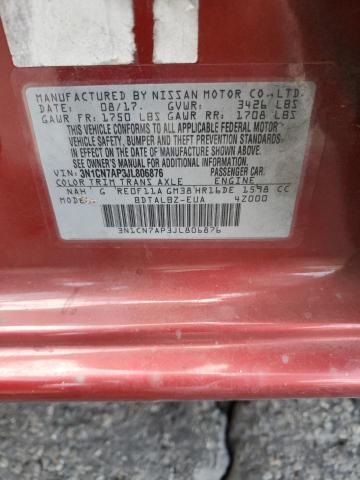 MANUFACTURED BY NISSAN MOTOR CO.,LTD.
DATE: 08/17. GVWR: 3426 LBS
GAWR FR: 1750 LBS GAWR RR: 1708 LBS
THIS VEHICLE CONFORMS TO ALL APPLICABLE FEDERAL MOTOR
VEHICLE SAFETY, BUMPER, AND THEFT PREVENTION
STANDARDS IN EFFECT ON THE DATE OF MANUFACTURE SHOWN ABOVE.
SEE OWNER'S MANUAL FOR ADDITIONAL INFORMATION
VIN: 3N1CN7AP3JL806876 PASSENGER CAR.
COLOR TRIM TRANS AXLE ENGINE
NAH G RE0F11A GM38 HR16DE 1598 CC
MODEL BDTALBZ-EUA 4Z000
3N1CN7AP3JL806876